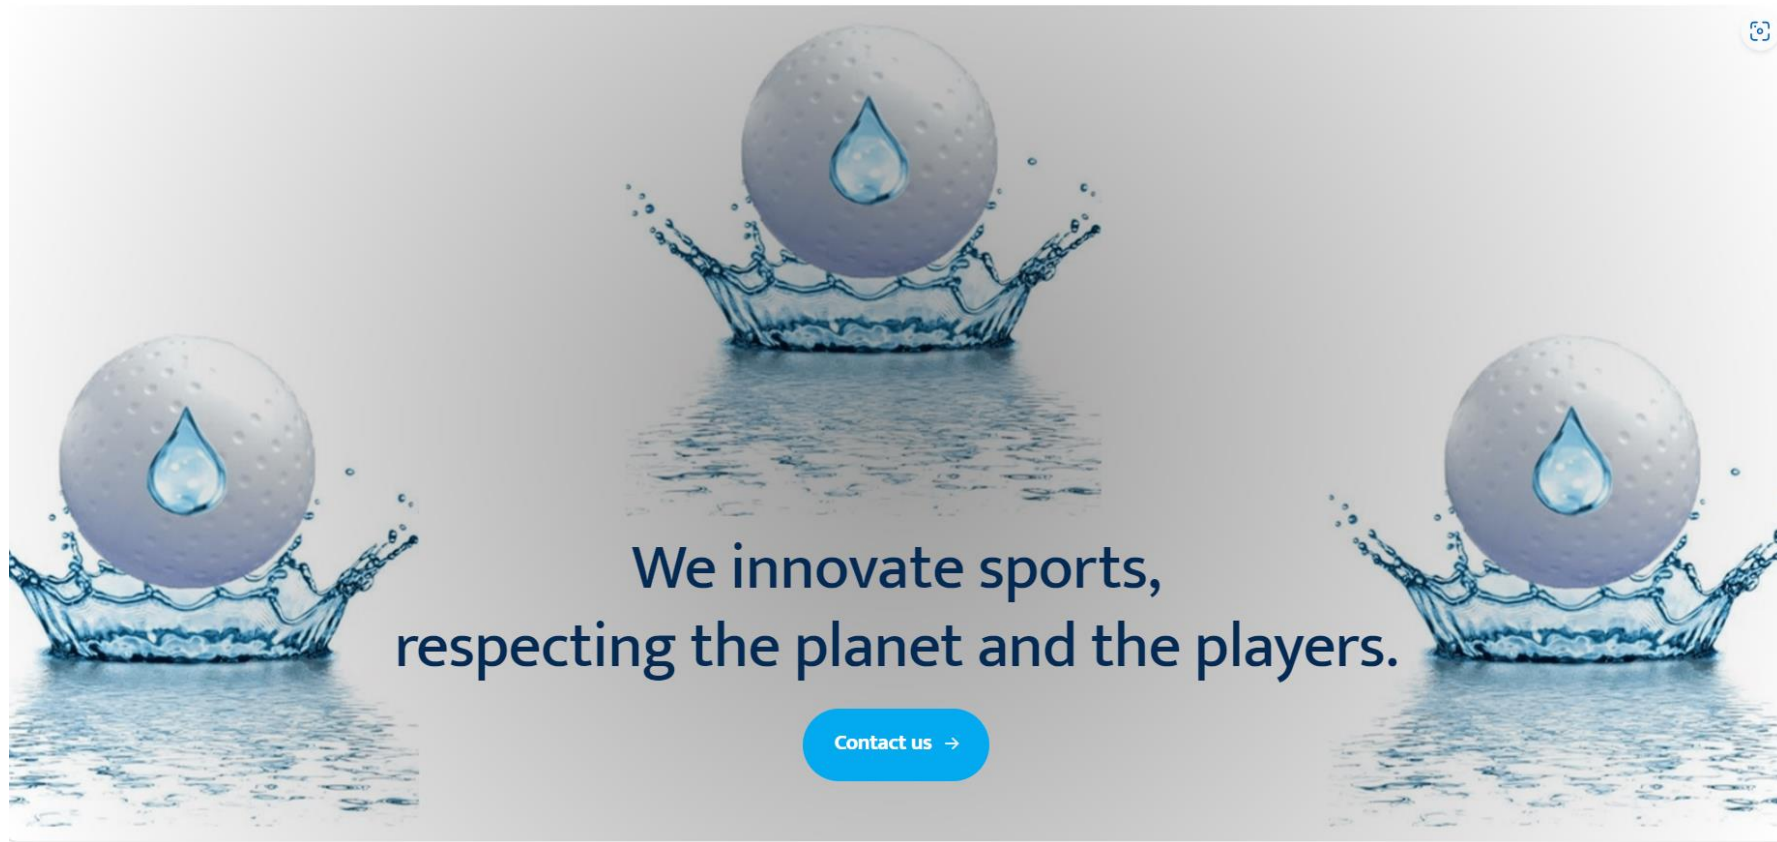 We innovate sports,
respecting the planet and the players.
Contact us →